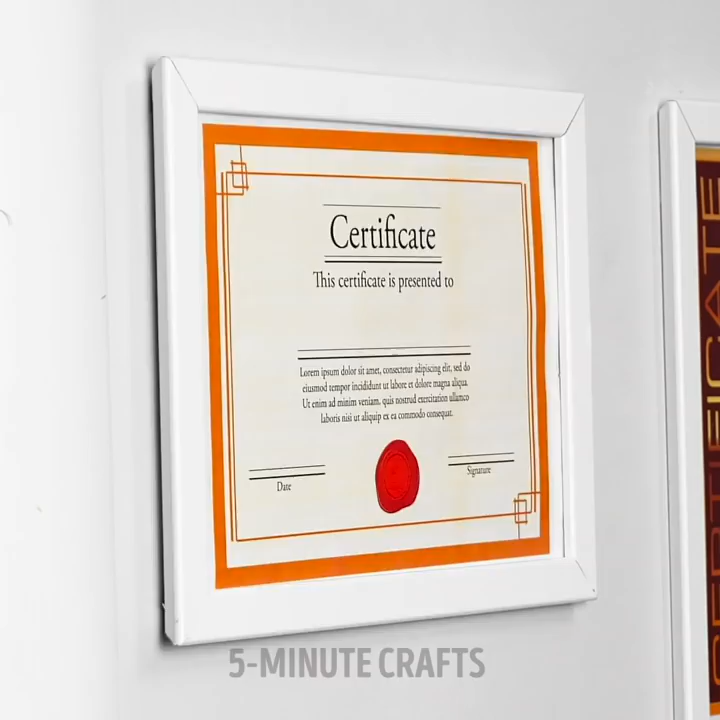 Certificate
This certificate is presented to
Lorem ipsum dolor sit amet, consectetur adipiscing elit, sed do
eiusmod tempor incididunt ut labore et dolore magna aliqua.
Ut enim ad minim veniam, quis nostrud exercitation ullamco
laboris nisi ut aliquip ex ea commodo consequat.
Date
Signature
CERTIFICATE
5-MINUTE CRAFTS